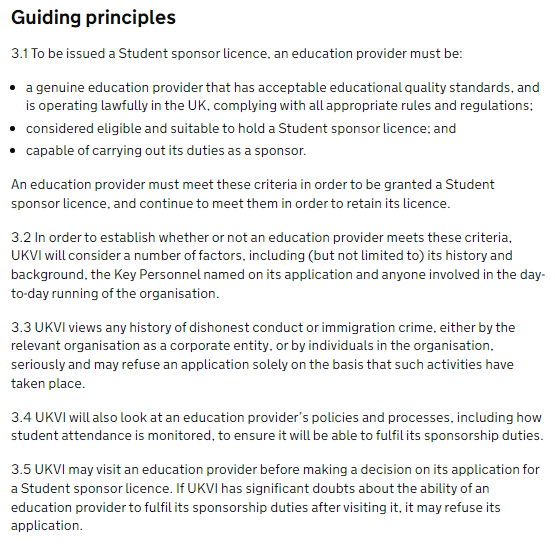 Guiding principles
3.1 To be issued a Student sponsor licence, an education provider must be:
• a genuine education provider that has acceptable educational quality standards, and
is operating lawfully in the UK, complying with all appropriate rules and regulations;
• considered eligible and suitable to hold a Student sponsor licence; and
• capable of carrying out its duties as a sponsor.
An education provider must meet these criteria in order to be granted a Student
sponsor licence, and continue to meet them in order to retain its licence.
3.2 In order to establish whether or not an education provider meets these criteria,
UKVI will consider a number of factors, including (but not limited to) its history and
background, the Key Personnel named on its application and anyone involved in the day-
to-day running of the organisation.
3.3 UKVI views any history of dishonest conduct or immigration crime, either by the
relevant organisation as a corporate entity, or by individuals in the organisation,
seriously and may refuse an application solely on the basis that such activities have
taken place.
3.4 UKVI will also look at an education provider's policies and processes, including how
student attendance is monitored, to ensure it will be able to fulfil its sponsorship duties.
3.5 UKVI may visit an education provider before making a decision on its application for
a Student sponsor licence. If UKVI has significant doubts about the ability of an
education provider to fulfil its sponsorship duties after visiting it, it may refuse its
application.